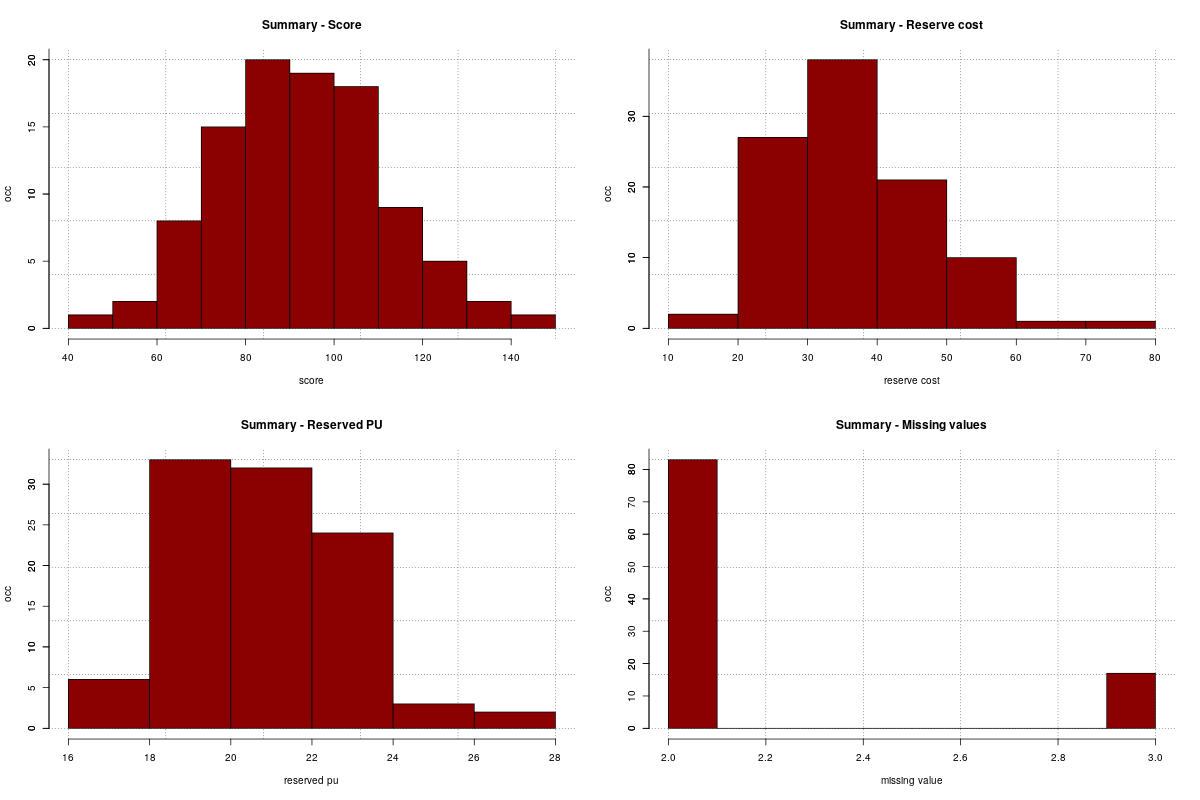 Summary - Score
occ
0 5 10 15 20
40 60 80 100 120 140
score
Summary - Reserve cost
occ
0 10 20 30
10 20 30 40 50 60 70 80
reserve cost
Summary - Reserved PU
occ
0 5 10 15 20 25 30
16 18 20 22 24 26 28
reserved pu
Summary - Missing values
occ
0 10 20 30 40 50 60 70 80
2.0 2.2 2.4 2.6 2.8 3.0
missing value